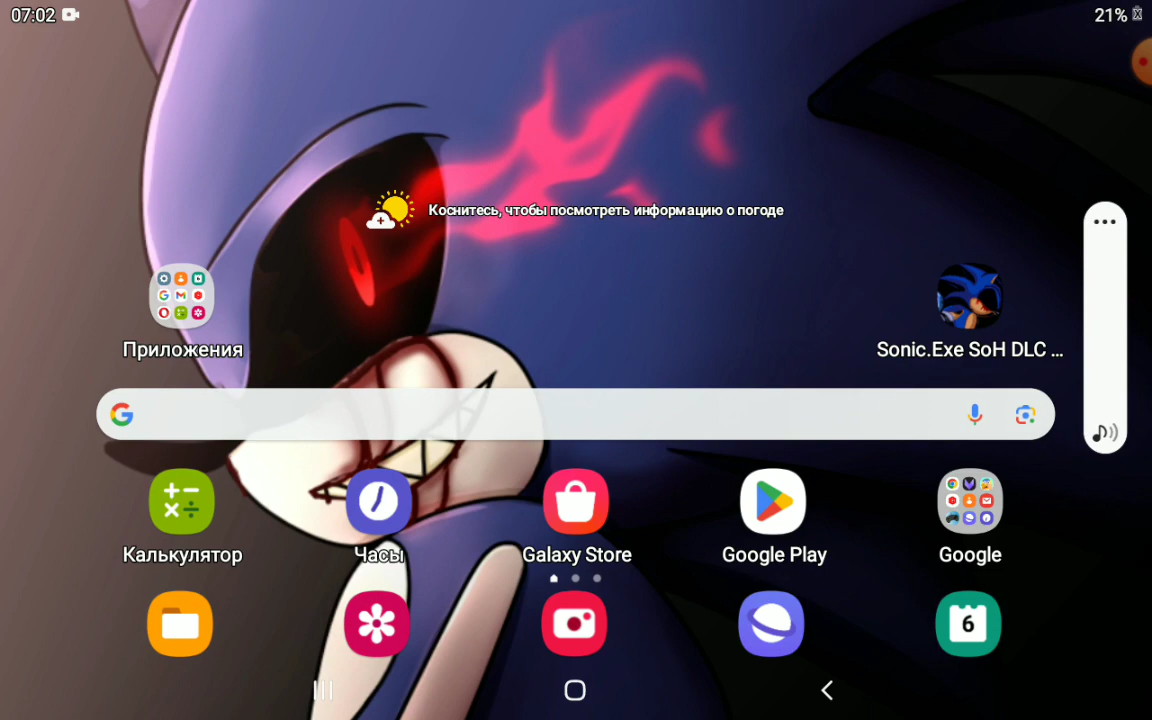 07:02
21%
Коснитесь, чтобы посмотреть информацию о погоде
Приложения
Sonic.Exe SoH DLC ...
Калькулятор
Часы
Galaxy Store
Google Play
Google
6